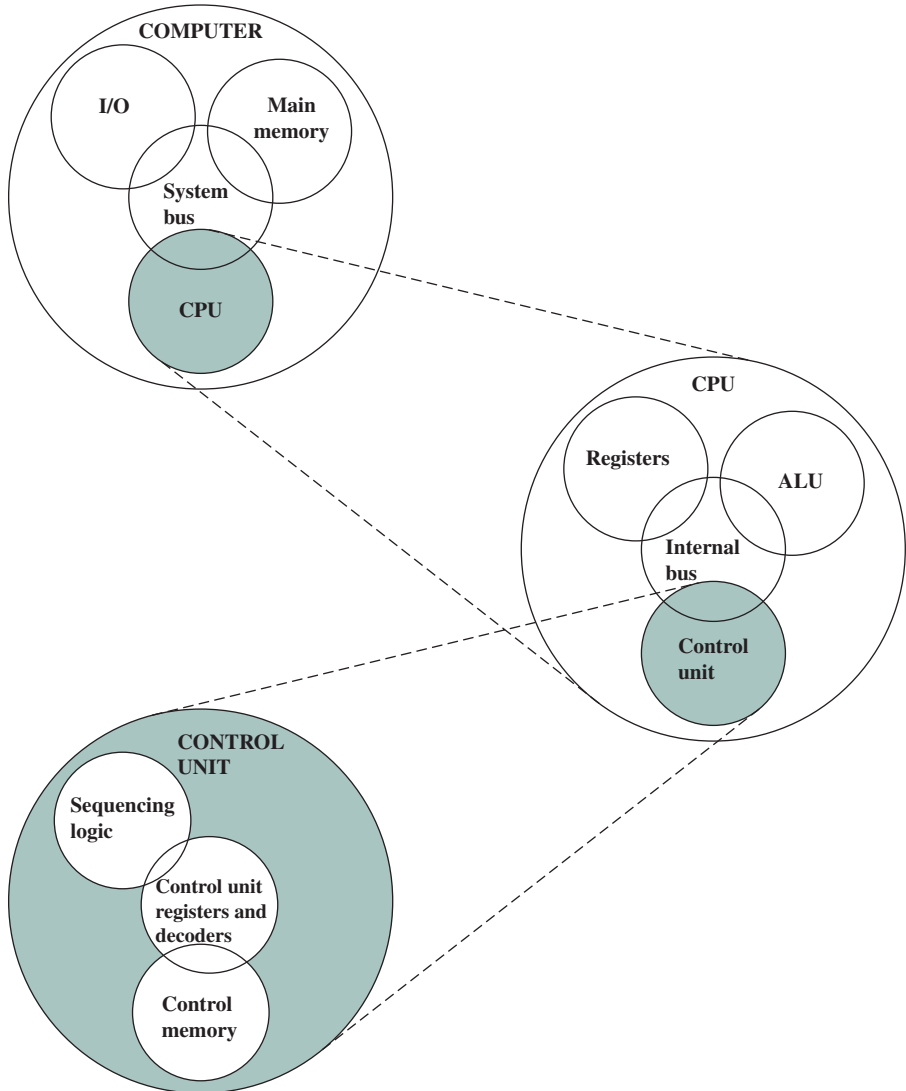 COMPUTER
I/O
Main
memory
System
bus
CPU
CPU
Registers
ALU
Internal
bus
Control
unit
CONTROL
UNIT
Sequencing
logic
Control unit
registers and
decoders
Control
memory